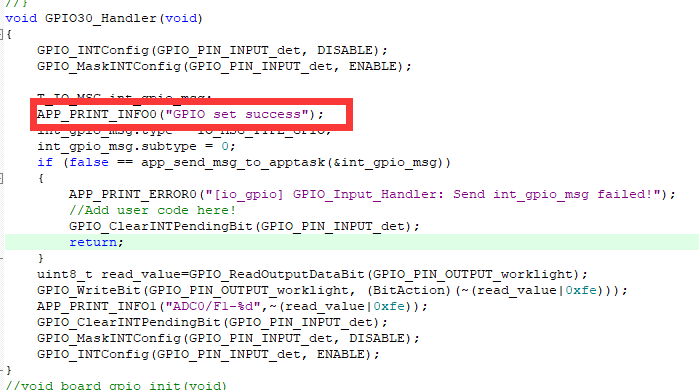 //}
void GPIO30_Handler(void)
{
GPIO_INTConfig(GPIO_PIN_INPUT_det, DISABLE);
GPIO_MaskINTConfig(GPIO_PIN_INPUT_det, ENABLE);
T_IO_MSG int_gpio_msg;
APP_PRINT_INFO0("GPIO set success");
int_gpio_msg.type = IO_MSG_TYPE_GPIO;
int_gpio_msg.subtype = 0;
if (false == app_send_msg_to_apptask(&int_gpio_msg))
{
APP_PRINT_ERROR0("[io_gpio] GPIO_Input_Handler: Send int_gpio_msg failed!");
//Add user code here!
GPIO_ClearINTPendingBit(GPIO_PIN_INPUT_det);
return;
}
uint8_t read_value=GPIO_ReadOutputDataBit(GPIO_PIN_OUTPUT_worklight);
GPIO_WriteBit(GPIO_PIN_OUTPUT_worklight, (BitAction)(~(read_value|0xfe)));
APP_PRINT_INFO1("ADC0/F1-%d",~(read_value|0xfe));
GPIO_ClearINTPendingBit(GPIO_PIN_INPUT_det);
GPIO_MaskINTConfig(GPIO_PIN_INPUT_det, DISABLE);
GPIO_INTConfig(GPIO_PIN_INPUT_det, ENABLE);
}
//void board_gpio_init(void)